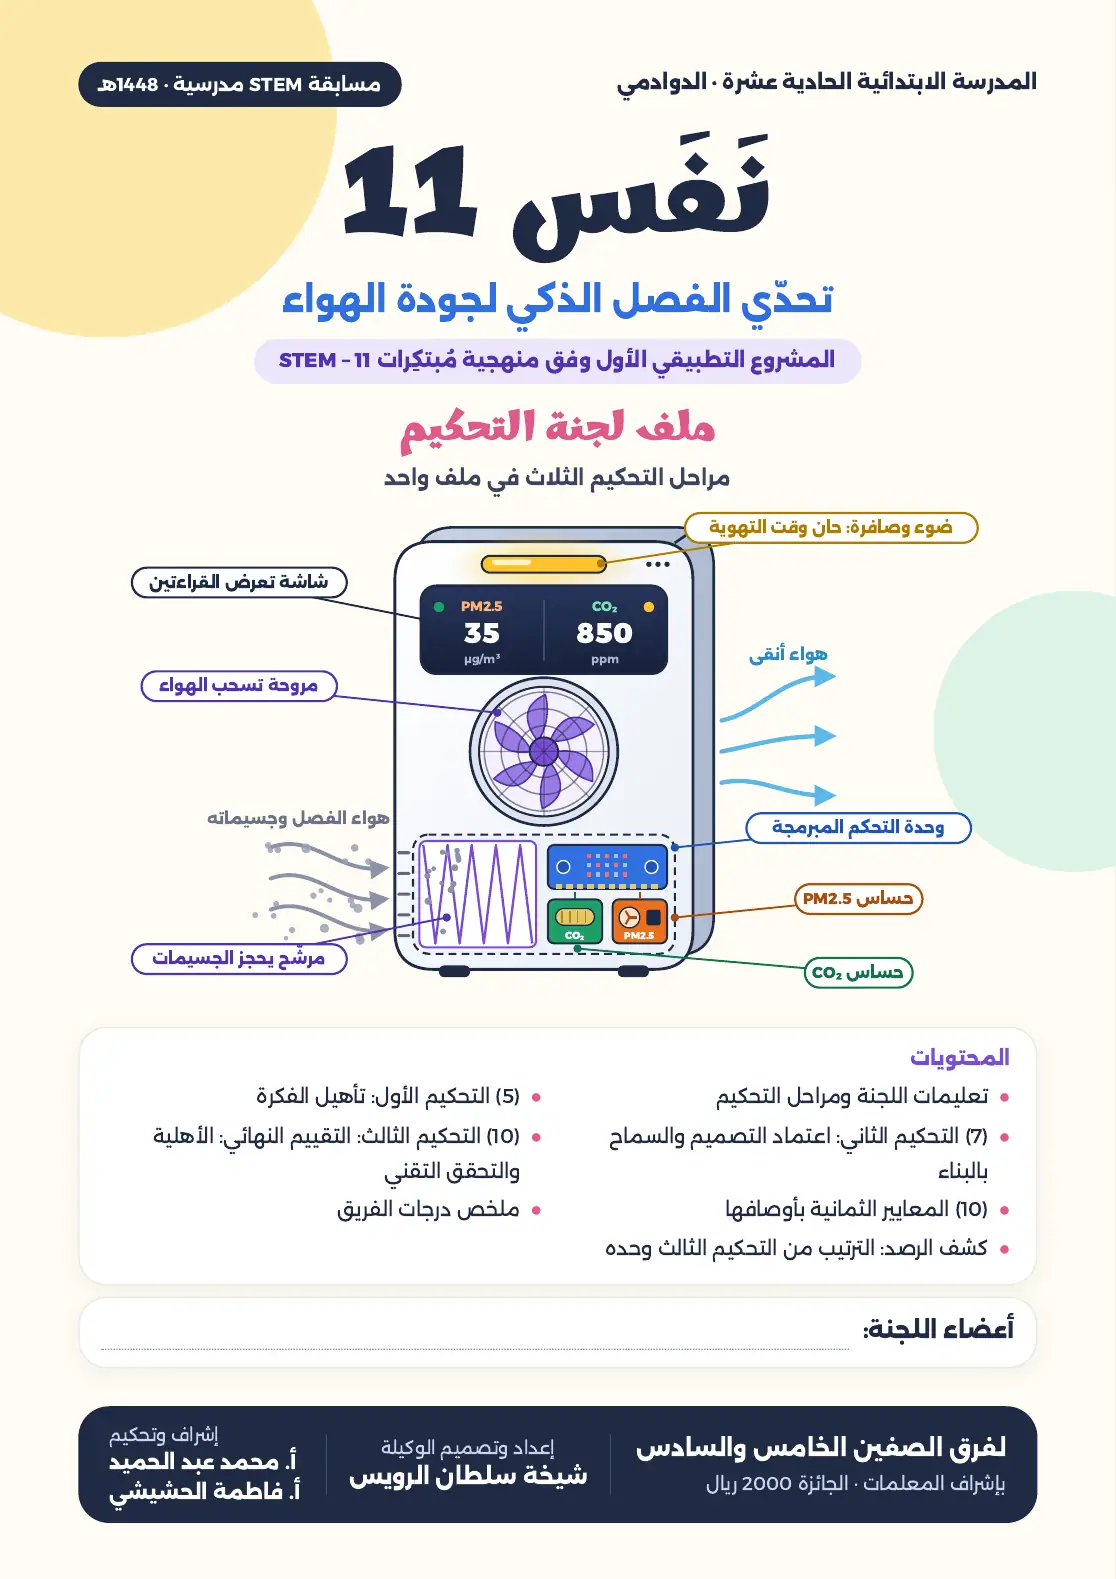 المدرسة الابتدائية الحادية عشرة · الدوادمي
مسابقة STEM مدرسية · 1448هـ
نَفَس 11
تحدّي الفصل الذكي لجودة الهواء
المشروع التطبيقي الأول وفق منهجية مُبتكِرات 11 - STEM
ملف لجنة التحكيم
مراحل التحكيم الثلاث في ملف واحد
ضوء وصافرة: حان وقت التهوية
شاشة تعرض القراءتين
PM2.5
CO₂
35
850
µg/m³
ppm
هواء أنقى
مروحة تسحب الهواء
هواء الفصل وجسيماته
وحدة التحكم المبرمجة
حساس PM2.5
CO₂
PM2.5
مرشّح يحجز الجسيمات
حساس CO₂
المحتويات
تعليمات اللجنة ومراحل التحكيم
(5) التحكيم الأول: تأهيل الفكرة
(7) التحكيم الثاني: اعتماد التصميم والسماح
بالبناء
(10) التحكيم الثالث: التقييم النهائي: الأهلية
والتحقق التقني
(10) المعايير الثمانية بأوصافها
ملخص درجات الفريق
كشف الرصد: الترتيب من التحكيم الثالث وحده
أعضاء اللجنة:
لفرق الصفين الخامس والسادس
بإشراف المعلمات · الجائزة 2000 ريال
إعداد وتصميم الوكيلة
شيخة سلطان الرويس
إشراف وتحكيم
أ. محمد عبد الحميد
أ. فاطمة الحشيشي